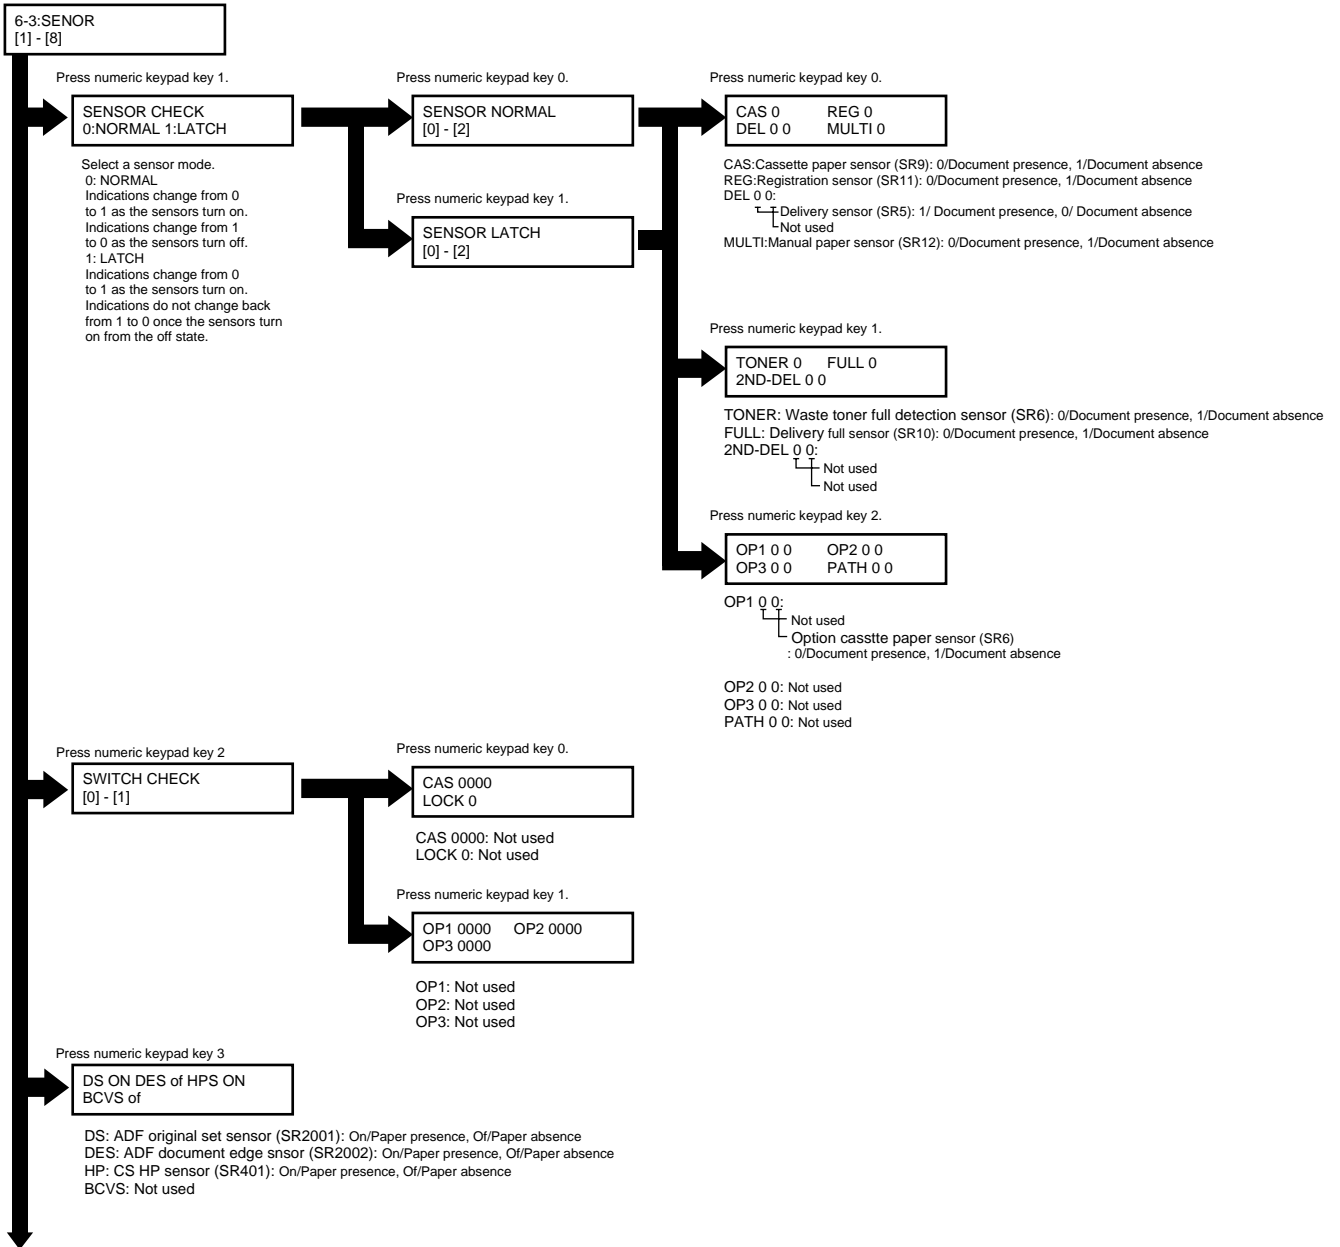 6-3:SENOR
[1] - [8]
Press numeric keypad key 1.
SENSOR CHECK
0:NORMAL 1:LATCH
Select a sensor mode.
0: NORMAL
Indications change from 0
to 1 as the sensors turn on.
Indications change from 1
to 0 as the sensors turn off.
1: LATCH
Indications change from 0
to 1 as the sensors turn on.
Indications do not change back
from 1 to 0 once the sensors turn
on from the off state.
Press numeric keypad key 0.
SENSOR NORMAL
[0] - [2]
Press numeric keypad key 1.
SENSOR LATCH
[0] - [2]
Press numeric keypad key 0.
CAS 0 REG 0
DEL 0 0 MULTI 0
CAS:Cassette paper sensor (SR9): 0/Document presence, 1/Document absence
REG:Registration sensor (SR11): 0/Document presence, 1/Document absence
DEL 0 0:
Delivery sensor (SR5): 1/ Document presence, 0/ Document absence
Not used
MULTI:Manual paper sensor (SR12): 0/Document presence, 1/Document absence
Press numeric keypad key 1.
TONER 0 FULL 0
2ND-DEL 0 0
TONER: Waste toner full detection sensor (SR6): 0/Document presence, 1/Document absence
FULL: Delivery full sensor (SR10): 0/Document presence, 1/Document absence
2ND-DEL 0 0:
Not used
Not used
Press numeric keypad key 2.
OP1 0 0 OP2 0 0
OP3 0 0 PATH 0 0
OP1 0 0:
Not used
Option casstte paper sensor (SR6)
: 0/Document presence, 1/Document absence
OP2 0 0: Not used
OP3 0 0: Not used
PATH 0 0: Not used
Press numeric keypad key 2
SWITCH CHECK
[0] - [1]
Press numeric keypad key 0.
CAS 0000
LOCK 0
CAS 0000: Not used
LOCK 0: Not used
Press numeric keypad key 1.
OP1 0000 OP2 0000
OP3 0000
OP1: Not used
OP2: Not used
OP3: Not used
Press numeric keypad key 3
DS ON DES of HPS ON
BCVS of
DS: ADF original set sensor (SR2001): On/Paper presence, Of/Paper absence
DES: ADF document edge snsor (SR2002): On/Paper presence, Of/Paper absence
HP: CS HP sensor (SR401): On/Paper presence, Of/Paper absence
BCVS: Not used